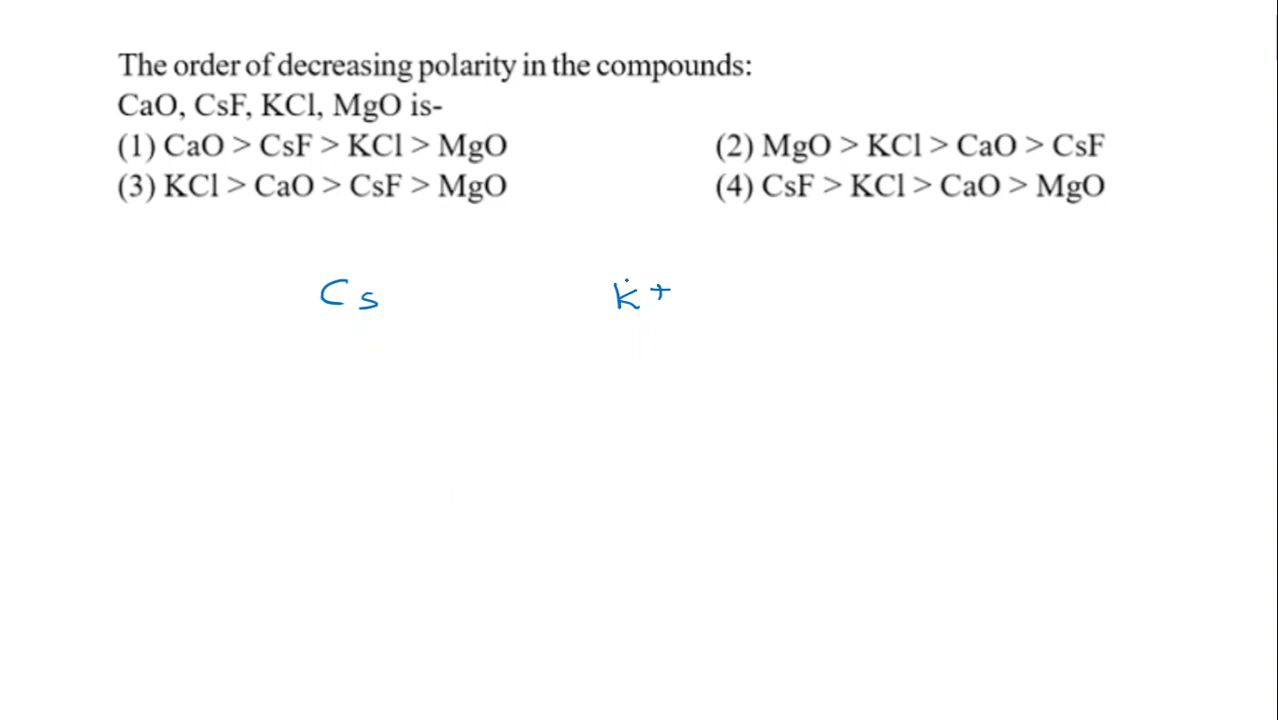 The order of decreasing polarity in the compounds:
CaO, CsF, KCl, MgO is-
(1) CaO > CsF > KCl > MgO (2) MgO > KCl > CaO > CsF
(3) KCl > CaO > CsF > MgO (4) CsF > KCl > CaO > MgO
Cs K+